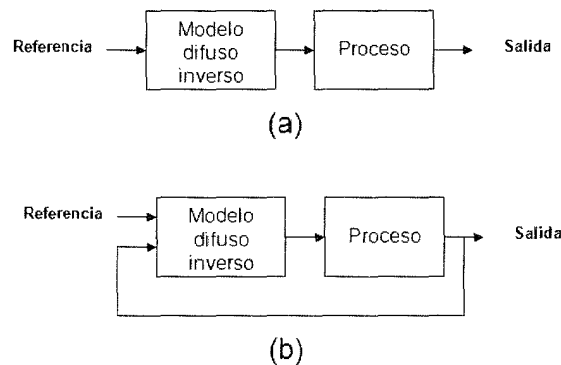 Referencia
Modelo
difuso
inverso
Proceso
Salida
(a)
Referencia
Modelo
difuso
inverso
Proceso
Salida
(b)